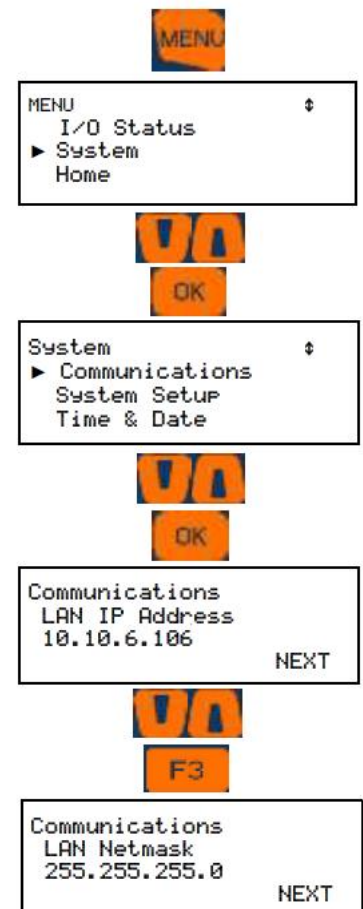 MENU
MENU ↕
I/O Status
► System
Home
OK
System ↕
► Communications
System Setup
Time & Date
OK
Communications
LAN IP Address
10.10.6.106
NEXT
F3
Communications
LAN Netmask
255.255.255.0
NEXT